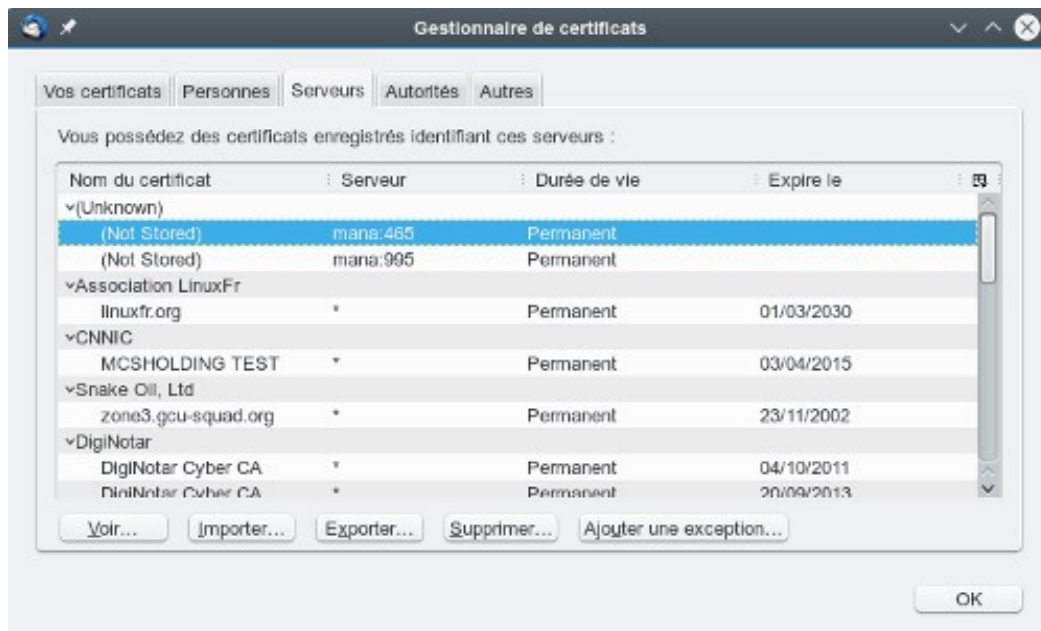 Gestionnaire de certificats
Vos certificats Personnes Serveurs Autorités Autres
Vous possédez des certificats enregistrés identifiant ces serveurs :
Nom du certificat Serveur Durée de vie Expire le
(Unknown)
(Not Stored) mana:465 Permanent
(Not Stored) mana:995 Permanent
Association LinuxFr
linuxfr.org * Permanent 01/03/2030
CNNIC
MCSHOLDING TEST * Permanent 03/04/2015
Snake Oil, Ltd
zone3.gcu-squad.org * Permanent 23/11/2002
DigiNotar
DigiNotar Cyber CA * Permanent 04/10/2011
DigiNotar Cyber CA * Permanent 20/09/2013
Voir... Importer... Exporter... Supprimer... Ajouter une exception...
OK